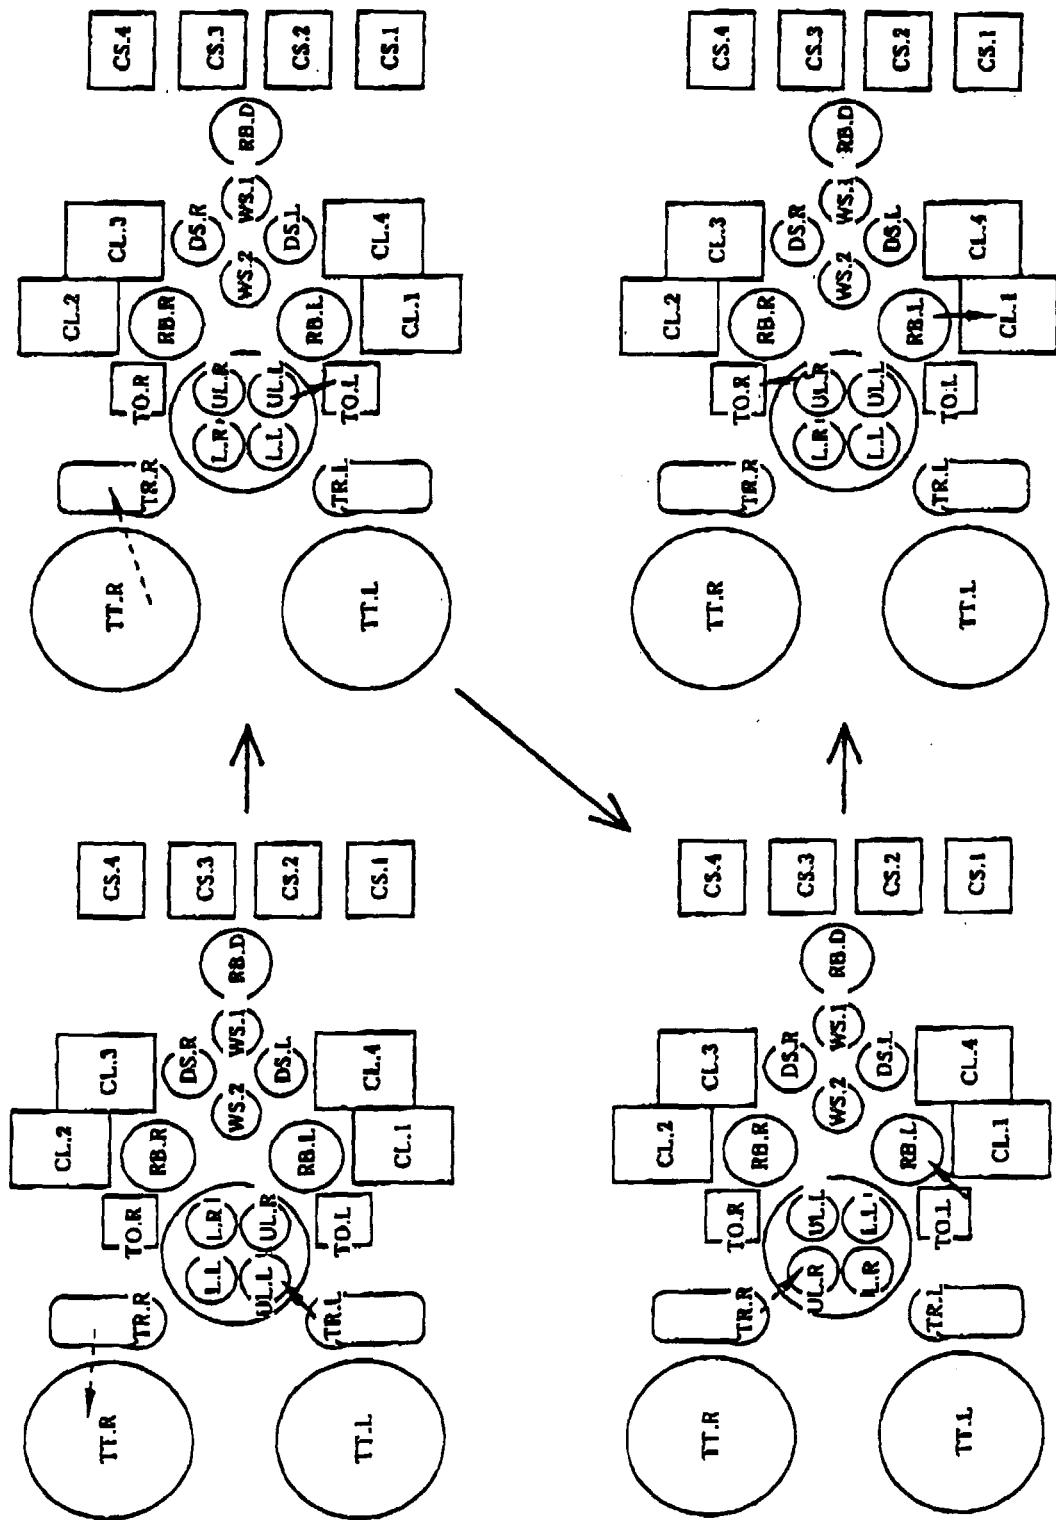 TT.R
TT.L
TR.R
TR.L
L.L
UL.L
L.R
UL.R
TO.R
TO.L
CL.2
RB.R
RB.L
CL.1
WS.2
CL.3
DS.R
DS.L
CL.4
WS.1
RB.D
CS.4
CS.3
CS.2
CS.1
TT.R
TT.L
TR.R
TR.L
L.R
L.L
UL.R
UL.L
TO.R
TO.L
CL.2
RB.R
RB.L
CL.1
WS.2
CL.3
DS.R
DS.L
CL.4
WS.1
RB.D
CS.4
CS.3
CS.2
CS.1
TT.R
TT.L
TR.R
TR.L
UL.R
L.R
UL.L
L.L
TO.R
TO.L
CL.2
RB.R
RB.L
CL.1
WS.2
CL.3
DS.R
DS.L
CL.4
WS.1
RB.D
CS.4
CS.3
CS.2
CS.1
TT.R
TT.L
TR.R
TR.L
L.R
L.L
UL.R
UL.L
TO.R
TO.L
CL.2
RB.R
RB.L
CL.1
WS.2
CL.3
DS.R
DS.L
CL.4
WS.1
RB.D
CS.4
CS.3
CS.2
CS.1